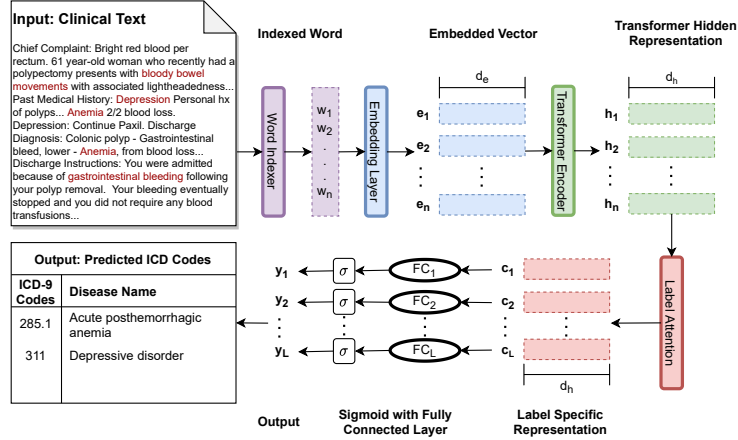 Input: Clinical Text
Chief Complaint: Bright red blood per
rectum. 61 year-old woman who recently had a
polypectomy presents with bloody bowel
movements with associated lightheadedness...
Past Medical History: Depression Personal hx
of polyps... Anemia 2/2 blood loss.
Depression: Continue Paxil. Discharge
Diagnosis: Colonic polyp - Gastrointestinal
bleed, lower - Anemia, from blood loss...
Discharge Instructions: You were admitted
because of gastrointestinal bleeding following
your polyp removal. Your bleeding eventually
stopped and you did not require any blood
transfusions...
Indexed Word
Embedded Vector
Transformer Hidden
Representation
Word Indexer
w1
w2
.
.
.
wn
Embedding Layer
de
e1
e2
en
Transformer Encoder
dh
h1
h2
hn
Label Attention
c1
c2
cL
dh
FC1
FC2
FCL
σ
σ
σ
y1
y2
yL
Output: Predicted ICD Codes
ICD-9
Codes
Disease Name
285.1
Acute posthemorrhagic
anemia
311
Depressive disorder
Output
Sigmoid with Fully
Connected Layer
Label Specific
Representation